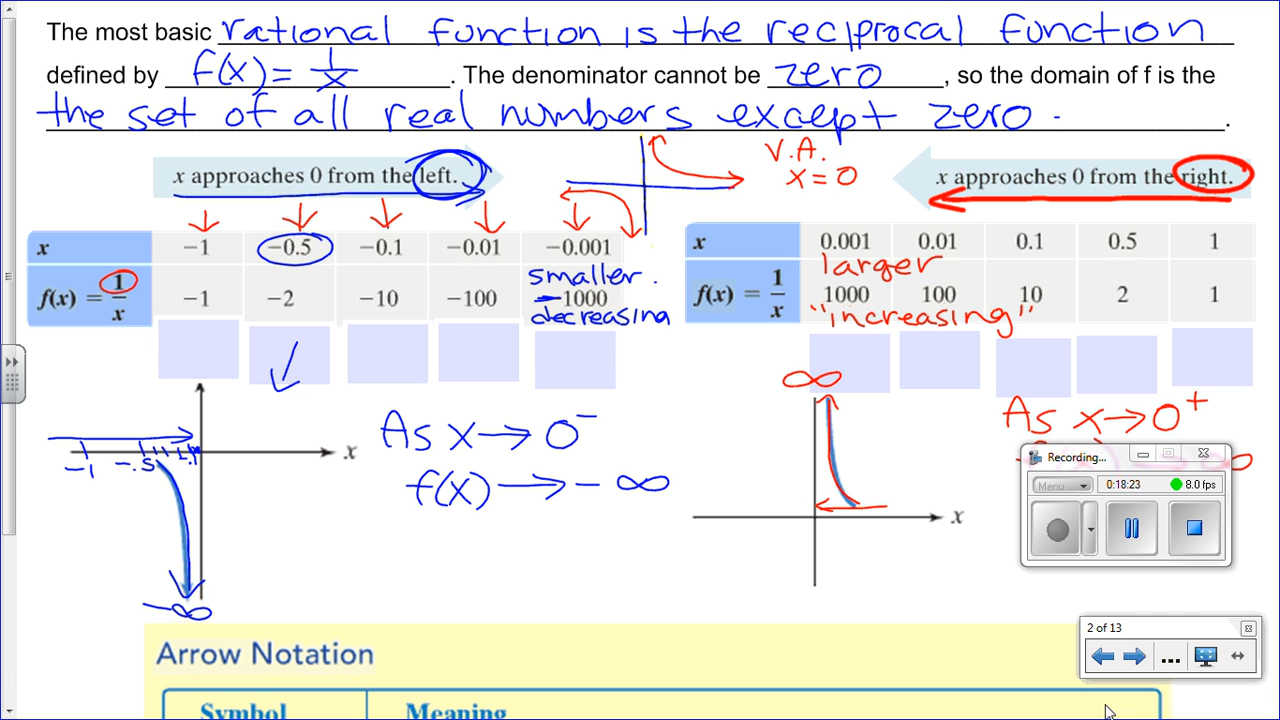 The most basic rational function is the reciprocal function
defined by f(x) = 1/x . The denominator cannot be zero , so the domain of f is the
the set of all real numbers except zero .
x approaches 0 from the left.
V.A.
x = 0
x approaches 0 from the right.
x −1 −0.5 −0.1 −0.01 −0.001
smaller
f(x) = 1/x −1 −2 −10 −100 −1000
decreasing
x 0.001 0.01 0.1 0.5 1
larger
f(x) = 1/x 1000 100 10 2 1
"increasing"
As x → 0⁻
f(x) → −∞
−1 −.5 -.1
x
−∞
∞
x
As x → 0⁺
∞
Recording...
Menu 0:18:23 8.0 fps
2 of 13
...
Arrow Notation
Symbol Meaning